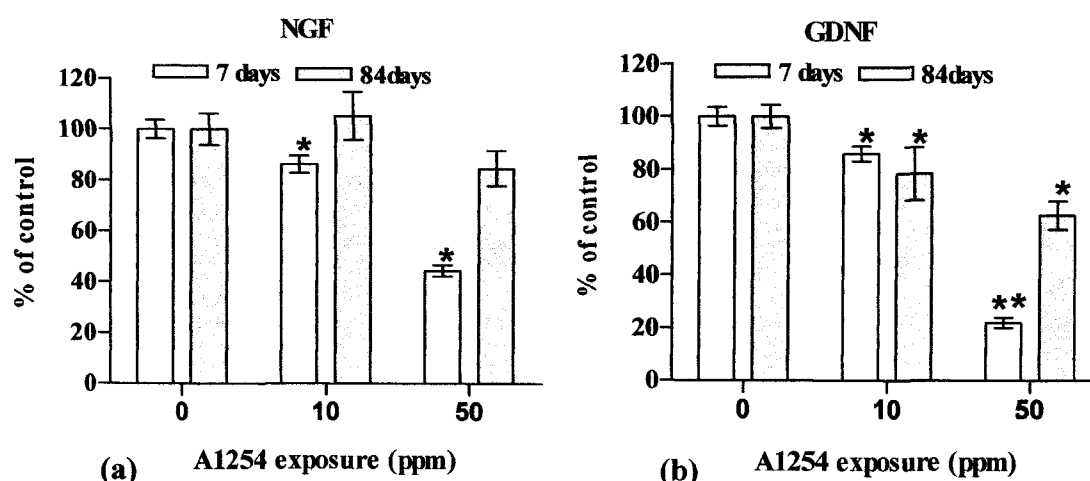 NGF
7 days 84days
% of control
120
100
80
60
40
20
0
*
*
0 10 50
(a) A1254 exposure (ppm)
GDNF
7 days 84days
% of control
120
100
80
60
40
20
0
* *
**
*
0 10 50
(b) A1254 exposure (ppm)